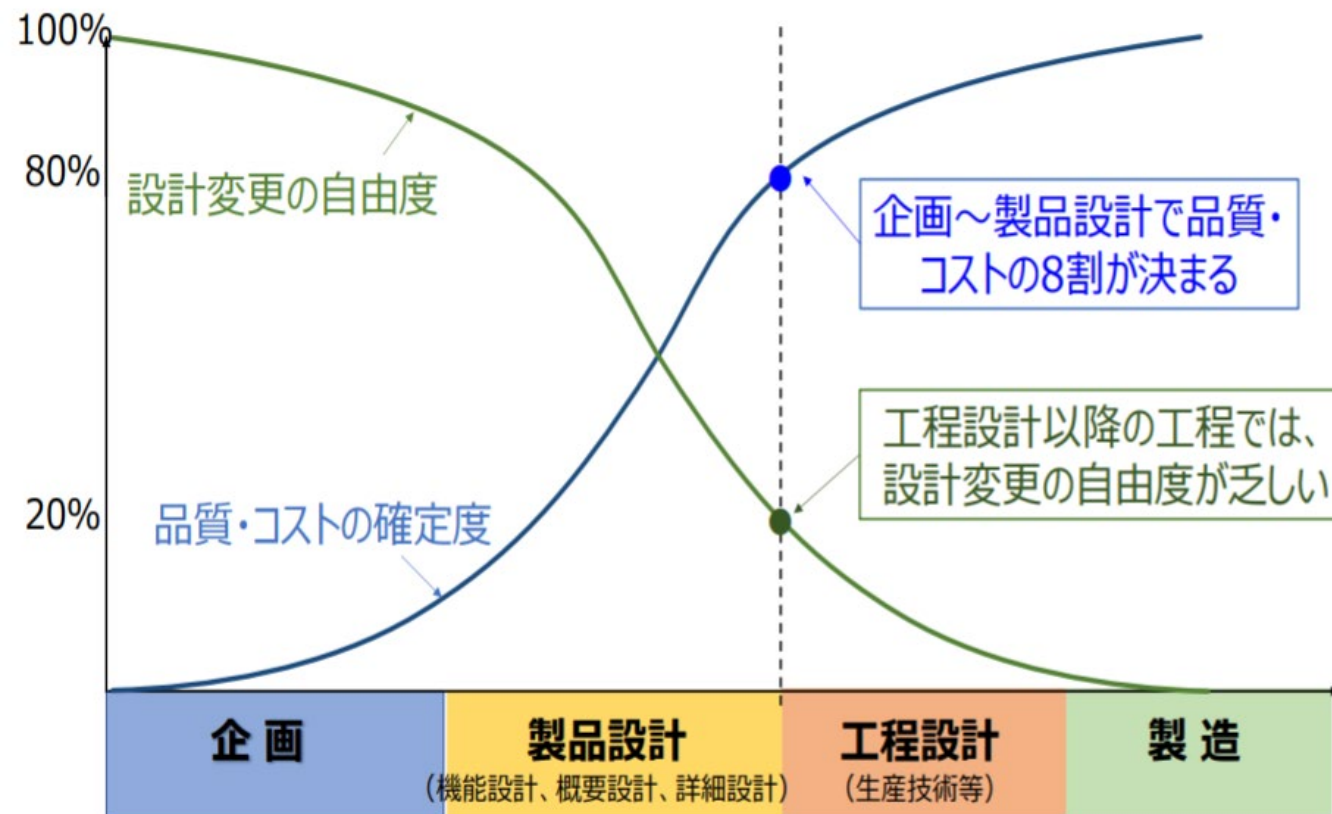 100%
80%
設計変更の自由度
企画～製品設計で品質・
コストの8割が決まる
工程設計以降の工程では、
設計変更の自由度が乏しい
20%
品質・コストの確定度
企画
製品設計
（機能設計、概要設計、詳細設計）
工程設計
（生産技術等）
製造